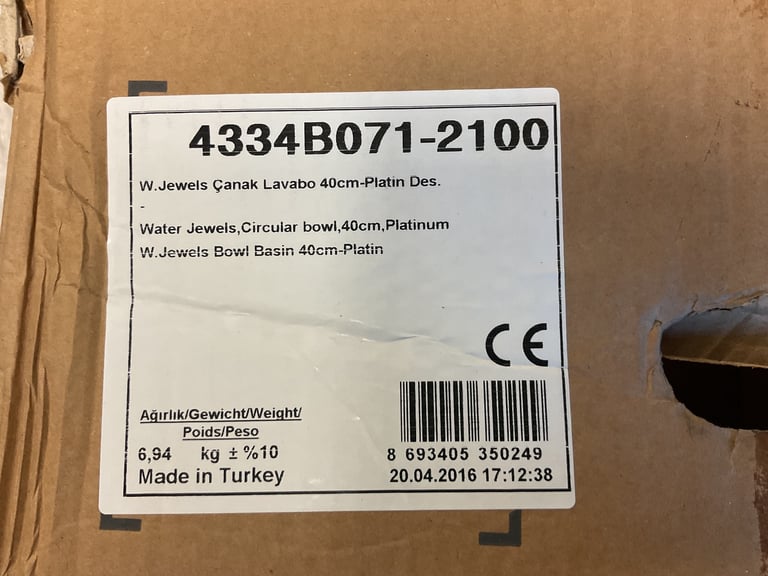 4334B071-2100
W.Jewels Çanak Lavabo 40cm-Platin Des.
-
Water Jewels,Circular bowl,40cm,Platinum
W.Jewels Bowl Basin 40cm-Platin
CE
Ağırlık/Gewicht/Weight/
Poids/Peso
6,94 kg ± %10
Made in Turkey
8 693405 350249
20.04.2016 17:12:38